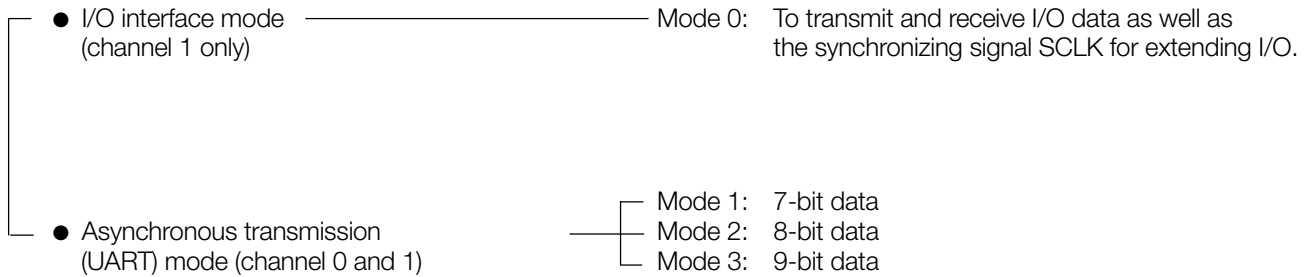 ● I/O interface mode Mode 0: To transmit and receive I/O data as well as
(channel 1 only) the synchronizing signal SCLK for extending I/O.
Mode 1: 7-bit data
● Asynchronous transmission Mode 2: 8-bit data
(UART) mode (channel 0 and 1) Mode 3: 9-bit data